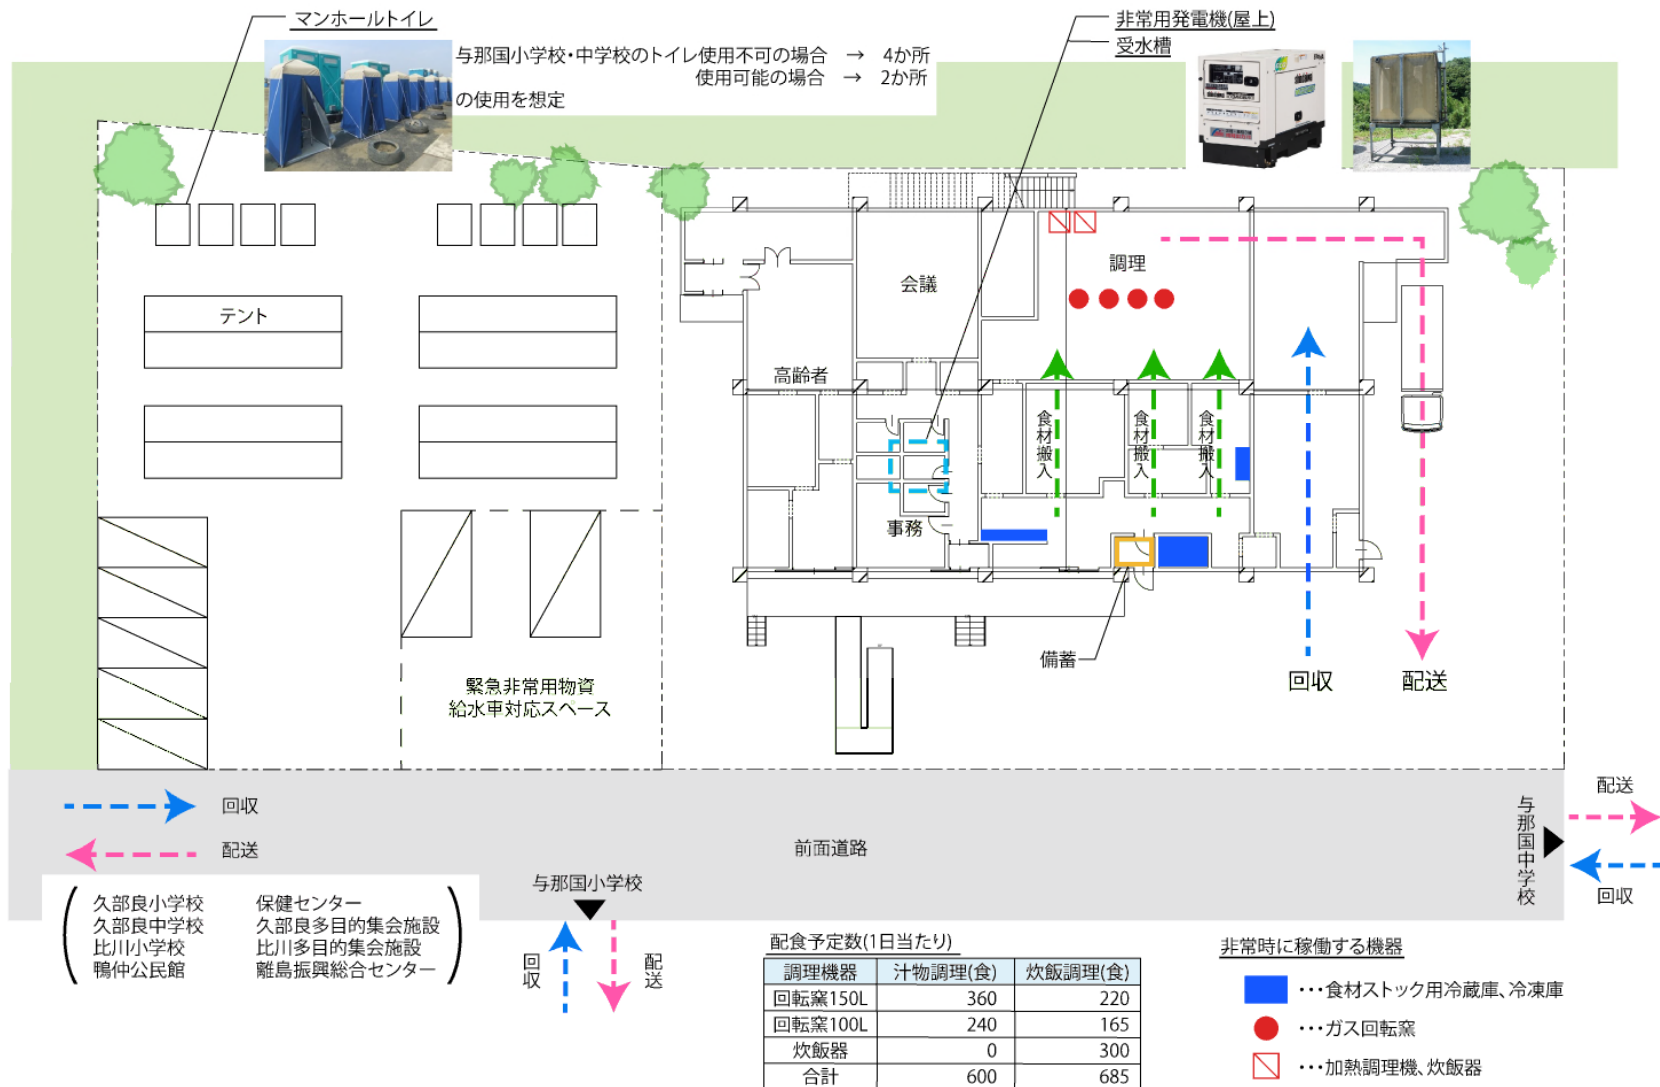 マンホールトイレ
与那国小学校・中学校のトイレ使用不可の場合 → 4か所
使用可能の場合 → 2か所
の使用を想定
非常用発電機(屋上)
受水槽
テント
会議
調理
高齢者
食材搬入
食材搬入
食材搬入
事務
備蓄
回収
配送
緊急非常用物資
給水車対応スペース
回収
配送
前面道路
与那国中学校
配送
回収
久部良小学校 保健センター
久部良中学校 久部良多目的集会施設
比川小学校 比川多目的集会施設
鴨仲公民館 離島振興総合センター
与那国小学校
回収
配送
配食予定数(1日当たり)
調理機器 汁物調理(食) 炊飯調理(食)
回転窯150L 360 220
回転窯100L 240 165
炊飯器 0 300
合計 600 685
非常時に稼働する機器
・・・食材ストック用冷蔵庫、冷凍庫
・・・ガス回転窯
・・・加熱調理機、炊飯器